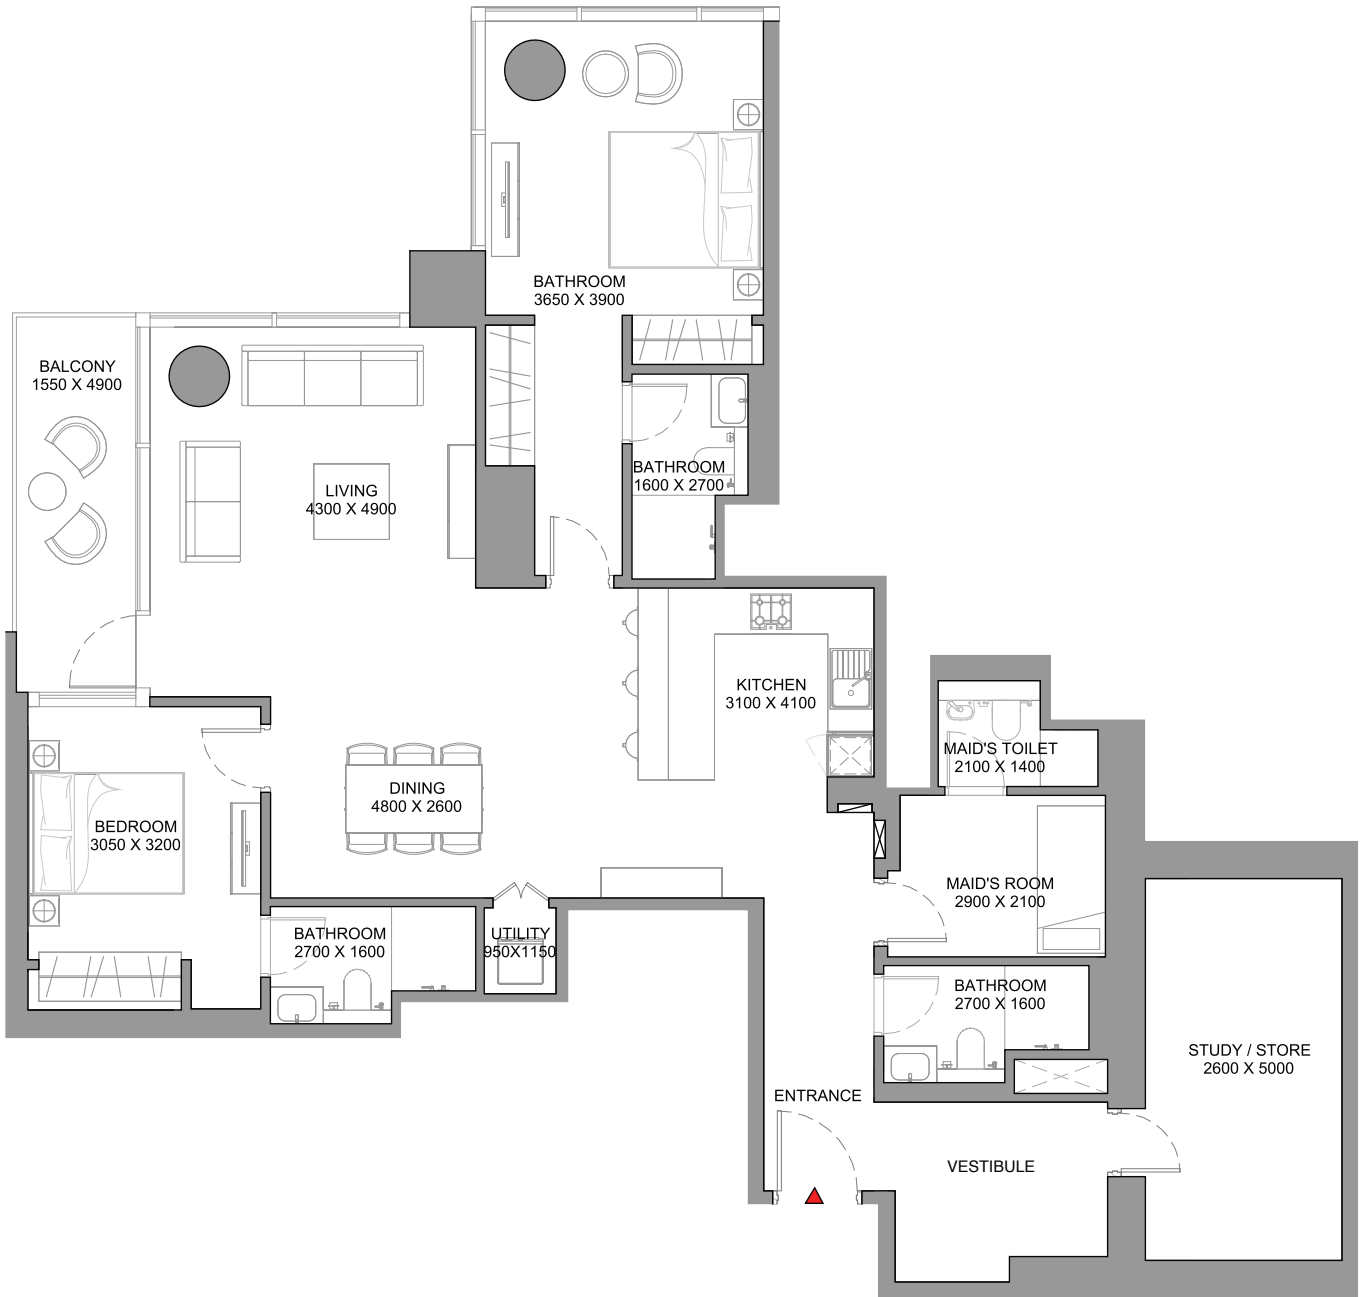 BATHROOM
3650 X 3900
BALCONY
1550 X 4900
LIVING
4300 X 4900
BATHROOM
1600 X 2700
KITCHEN
3100 X 4100
MAID'S TOILET
2100 X 1400
DINING
4800 X 2600
BEDROOM
3050 X 3200
MAID'S ROOM
2900 X 2100
BATHROOM
2700 X 1600
UTILITY
950X1150
BATHROOM
2700 X 1600
STUDY / STORE
2600 X 5000
ENTRANCE
VESTIBULE